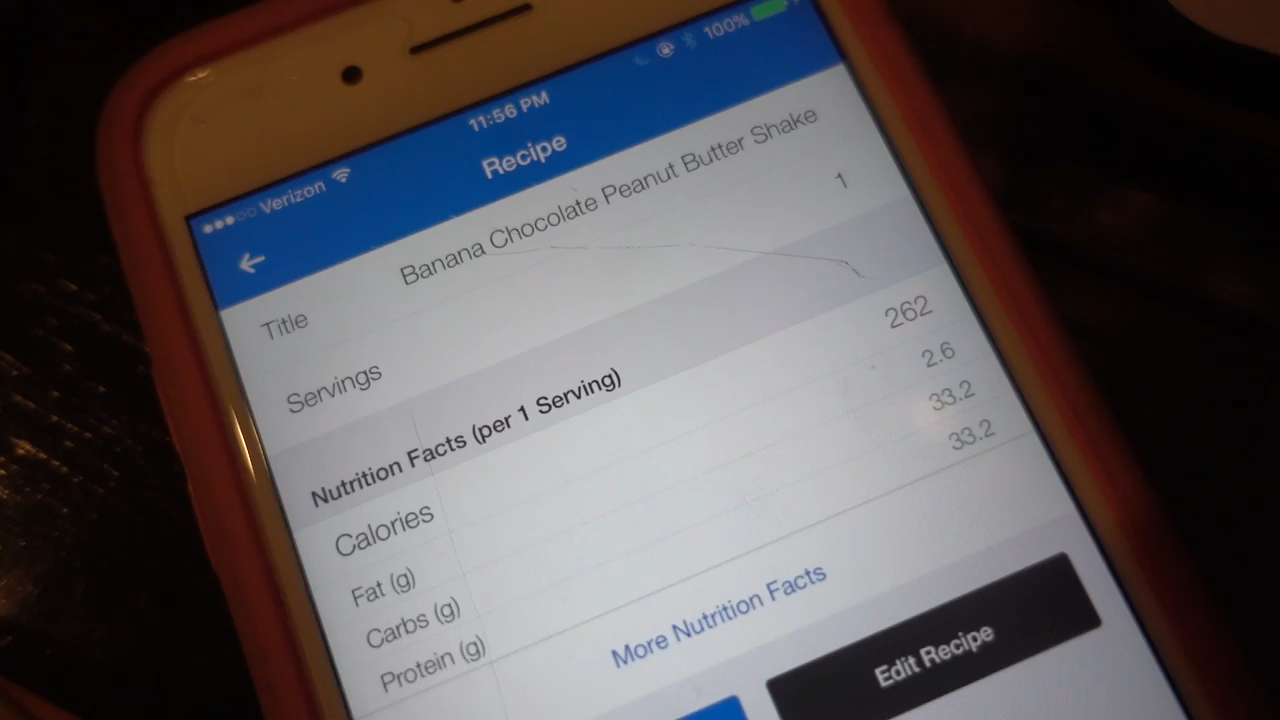 Verizon 11:56 PM 100%
Recipe
Title Banana Chocolate Peanut Butter Shake
Servings 1
Nutrition Facts (per 1 Serving)
Calories 262
Fat (g) 2.6
Carbs (g) 33.2
Protein (g) 33.2
More Nutrition Facts
Edit Recipe